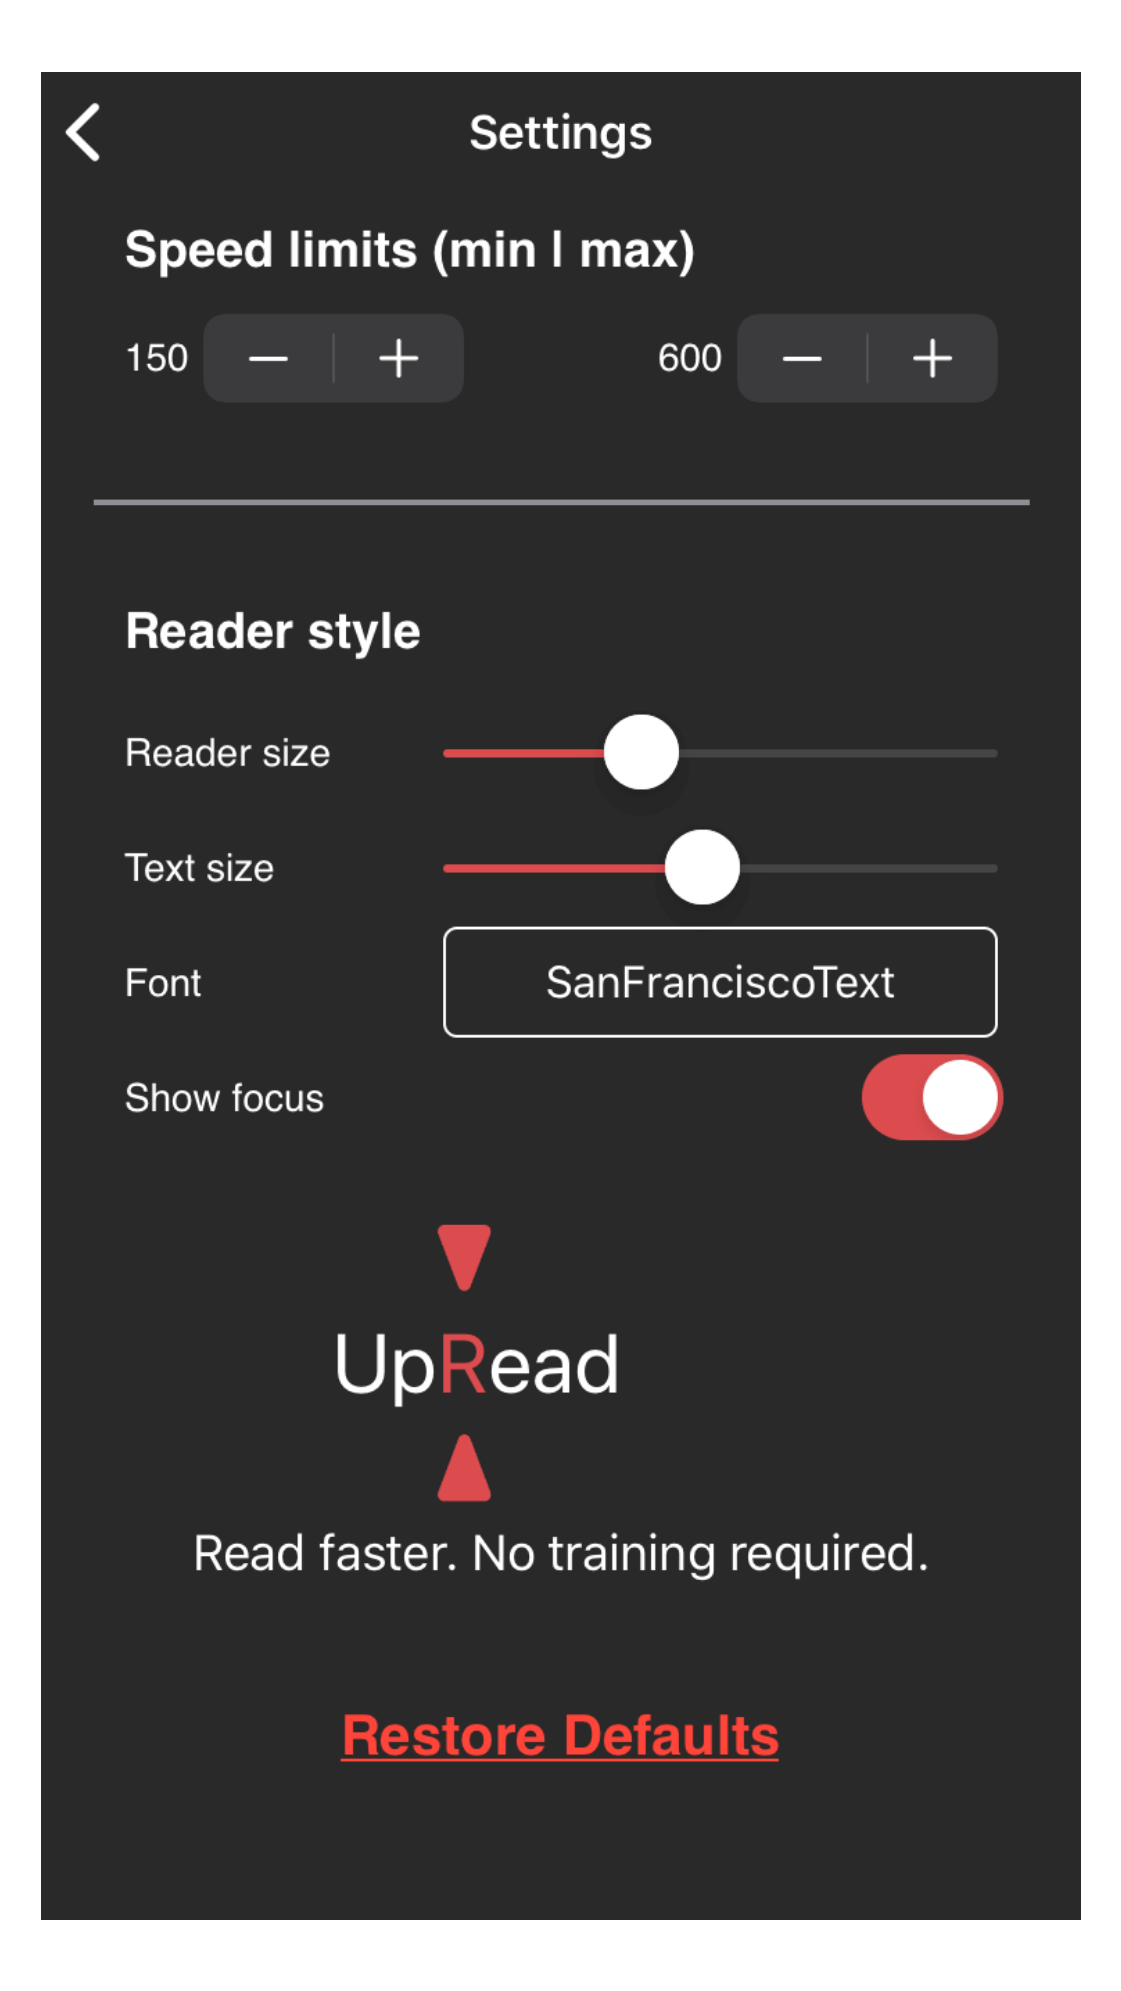 Settings
Speed limits (min | max)
150 − + 600 − +
Reader style
Reader size
Text size
Font SanFranciscoText
Show focus
UpRead
Read faster. No training required.
Restore Defaults